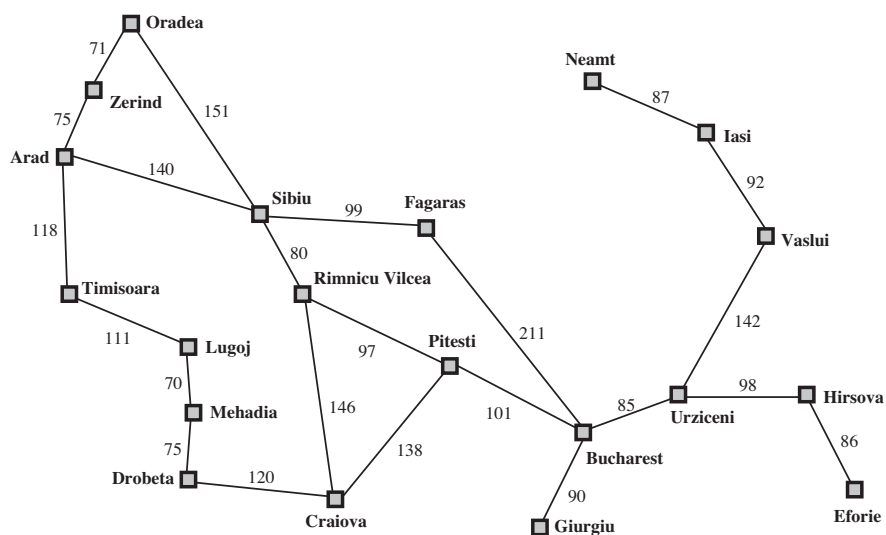 Oradea
71
Neamt
87
Zerind
151
75
Iasi
Arad
140
92
Sibiu
99
Fagaras
118
Vaslui
80
Timisoara
Rimnicu Vilcea
142
111
Lugoj
97
Pitesti
211
70
98
Hirsova
Mehadia
146
101
85
Urziceni
86
75
138
Bucharest
Drobeta
120
90
Craiova
Giurgiu
Eforie